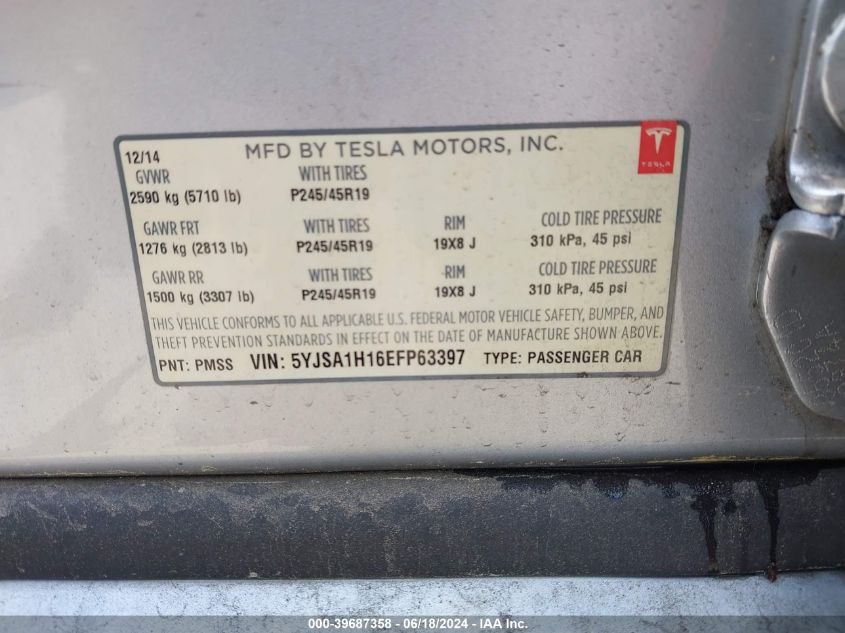 12/14 MFD BY TESLA MOTORS, INC.
TESLA
GVWR WITH TIRES
2590 kg (5710 lb) P245/45R19
GAWR FRT WITH TIRES RIM COLD TIRE PRESSURE
1276 kg (2813 lb) P245/45R19 19X8 J 310 kPa, 45 psi
GAWR RR WITH TIRES RIM COLD TIRE PRESSURE
1500 kg (3307 lb) P245/45R19 19X8 J 310 kPa, 45 psi
THIS VEHICLE CONFORMS TO ALL APPLICABLE U.S. FEDERAL MOTOR VEHICLE SAFETY, BUMPER, AND
THEFT PREVENTION STANDARDS IN EFFECT ON THE DATE OF MANUFACTURE SHOWN ABOVE.
PNT: PMSS VIN: 5YJSA1H16EFP63397 TYPE: PASSENGER CAR
000-39687358 - 06/18/2024 - IAA Inc.